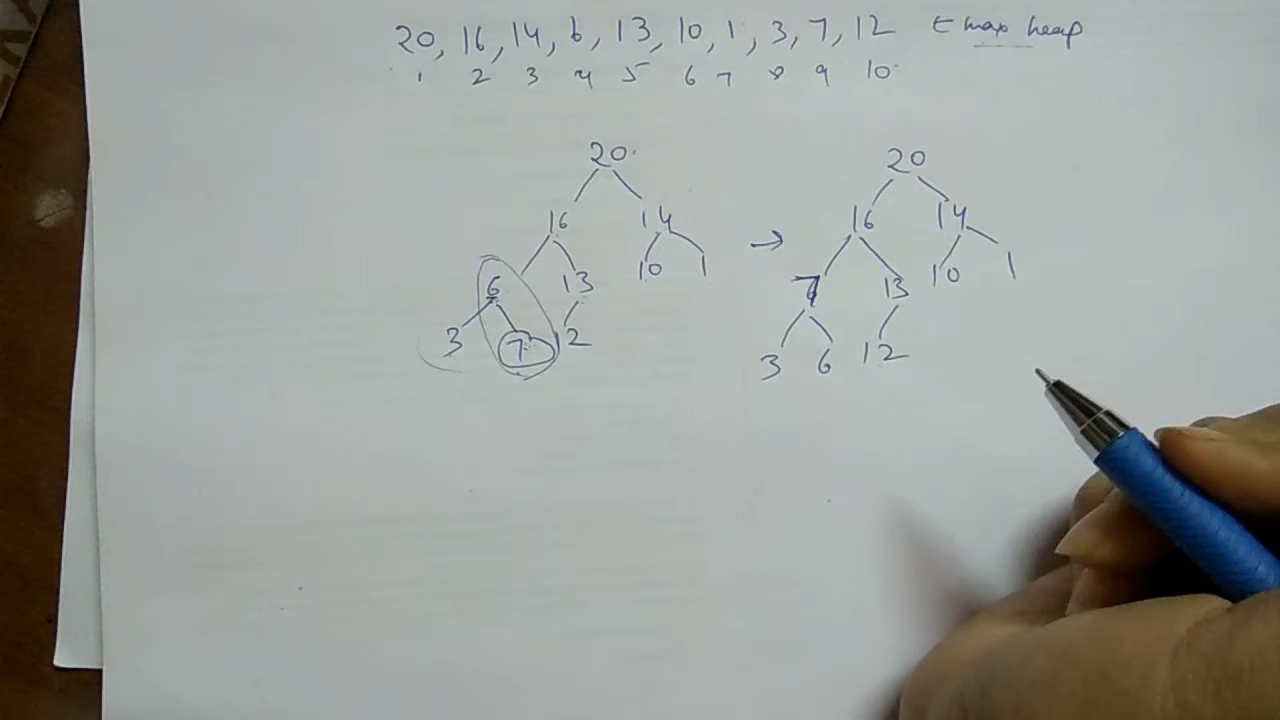 20, 16, 14, 6, 13, 10, 1, 3, 7, 12 ← max heap
1 2 3 4 5 6 7 8 9 10
20
16 14
6 13 10 1
3 7 12
→
20
16 14
7 13 10 1
3 6 12